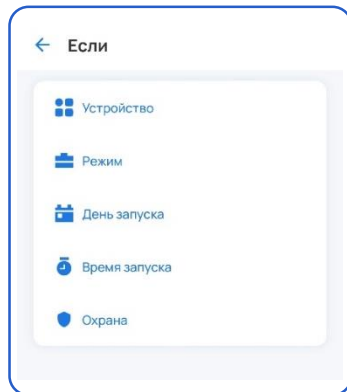 Если
Устройство
Режим
День запуска
Время запуска
Охрана